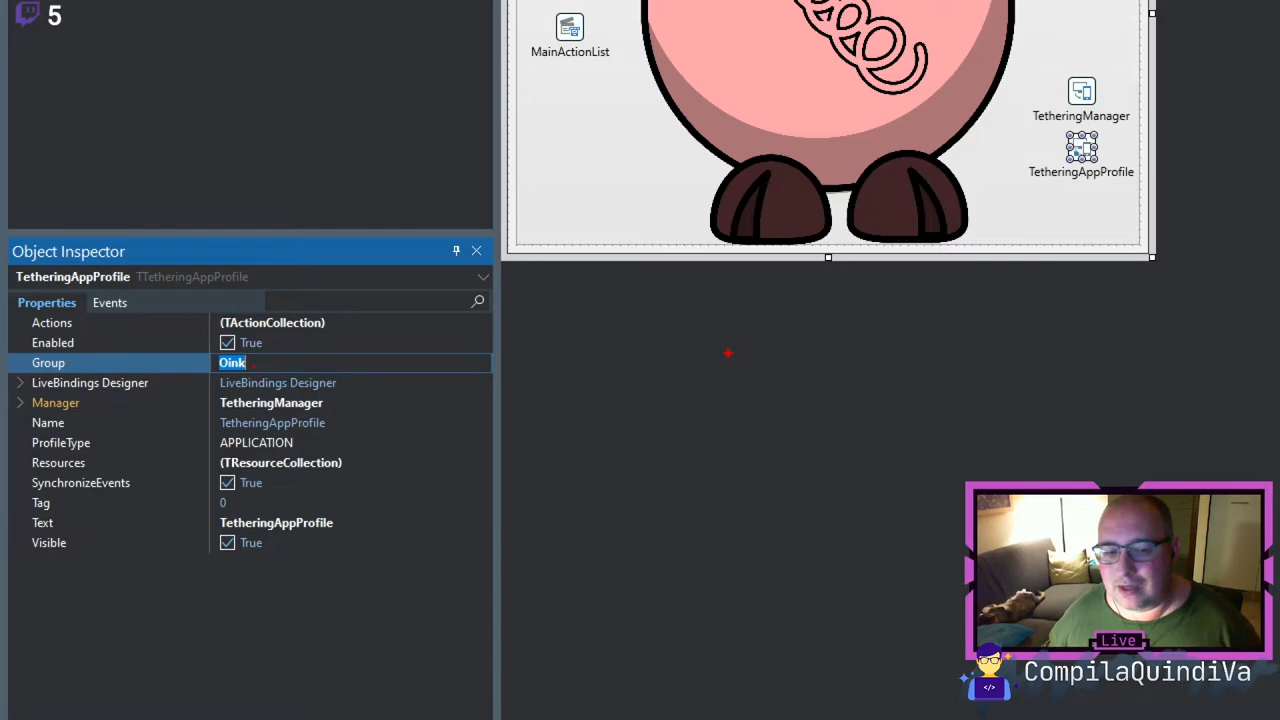 5
MainActionList
TetheringManager
TetheringAppProfile
Object Inspector
TetheringAppProfile TTetheringAppProfile
Properties Events
Actions (TActionCollection)
Enabled True
Group Oink
LiveBindings Designer LiveBindings Designer
Manager TetheringManager
Name TetheringAppProfile
ProfileType APPLICATION
Resources (TResourceCollection)
SynchronizeEvents True
Tag 0
Text TetheringAppProfile
Visible True
Live
</>
CompilaQuindiVa